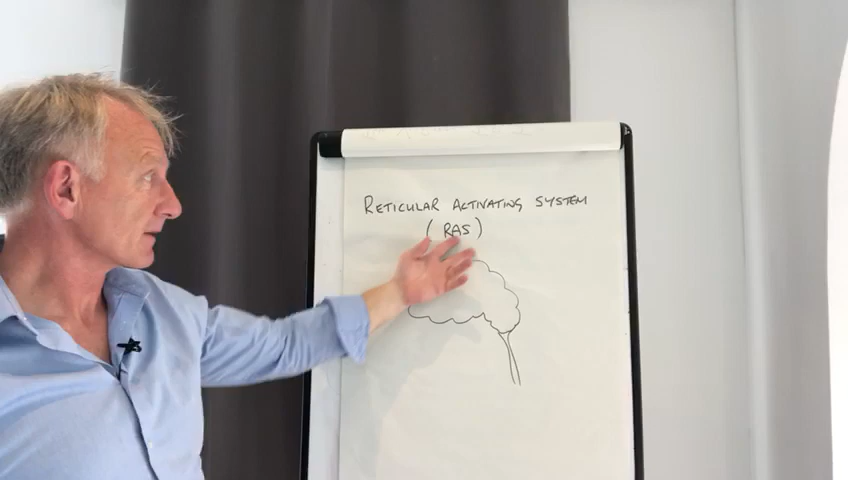 RETICULAR ACTIVATING SYSTEM
(RAS)